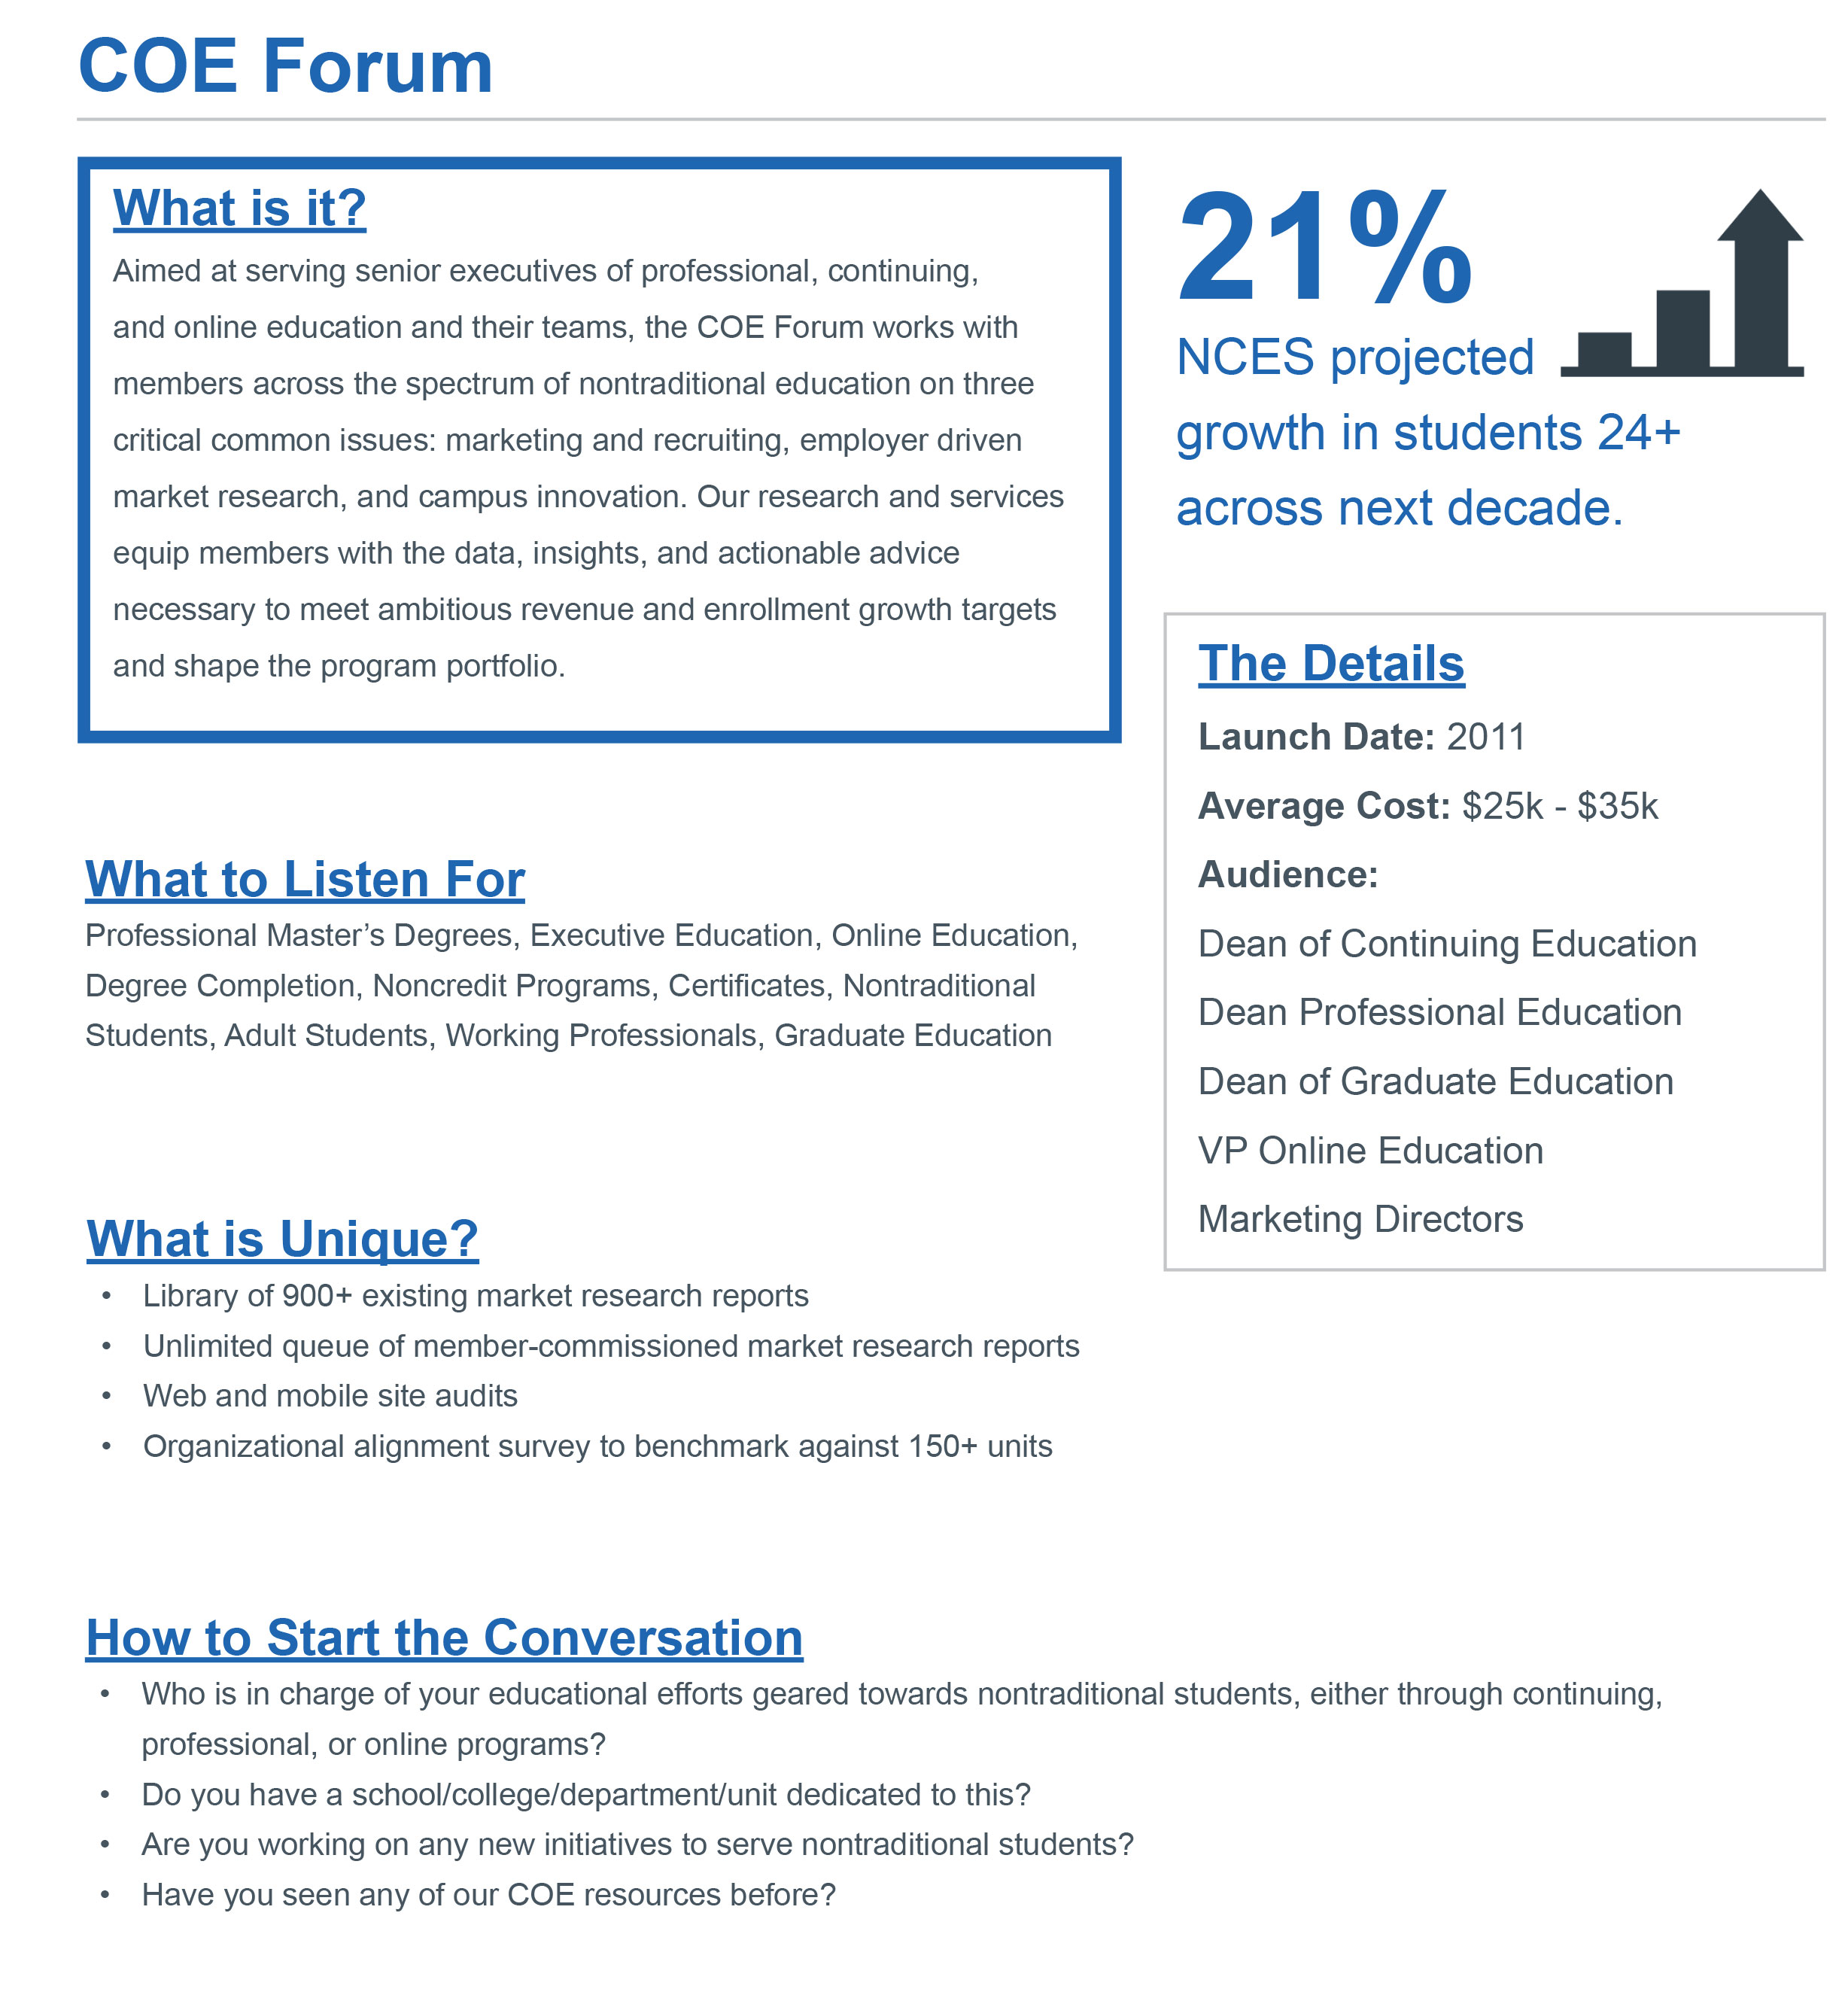 COE Forum
What is it?
Aimed at serving senior executives of professional, continuing,
and online education and their teams, the COE Forum works with
members across the spectrum of nontraditional education on three
critical common issues: marketing and recruiting, employer driven
market research, and campus innovation. Our research and services
equip members with the data, insights, and actionable advice
necessary to meet ambitious revenue and enrollment growth targets
and shape the program portfolio.
21%
NCES projected
growth in students 24+
across next decade.
The Details
Launch Date: 2011
Average Cost: $25k - $35k
Audience:
Dean of Continuing Education
Dean Professional Education
Dean of Graduate Education
VP Online Education
Marketing Directors
What to Listen For
Professional Master’s Degrees, Executive Education, Online Education,
Degree Completion, Noncredit Programs, Certificates, Nontraditional
Students, Adult Students, Working Professionals, Graduate Education
What is Unique?
• Library of 900+ existing market research reports
• Unlimited queue of member-commissioned market research reports
• Web and mobile site audits
• Organizational alignment survey to benchmark against 150+ units
How to Start the Conversation
• Who is in charge of your educational efforts geared towards nontraditional students, either through continuing,
professional, or online programs?
• Do you have a school/college/department/unit dedicated to this?
• Are you working on any new initiatives to serve nontraditional students?
• Have you seen any of our COE resources before?